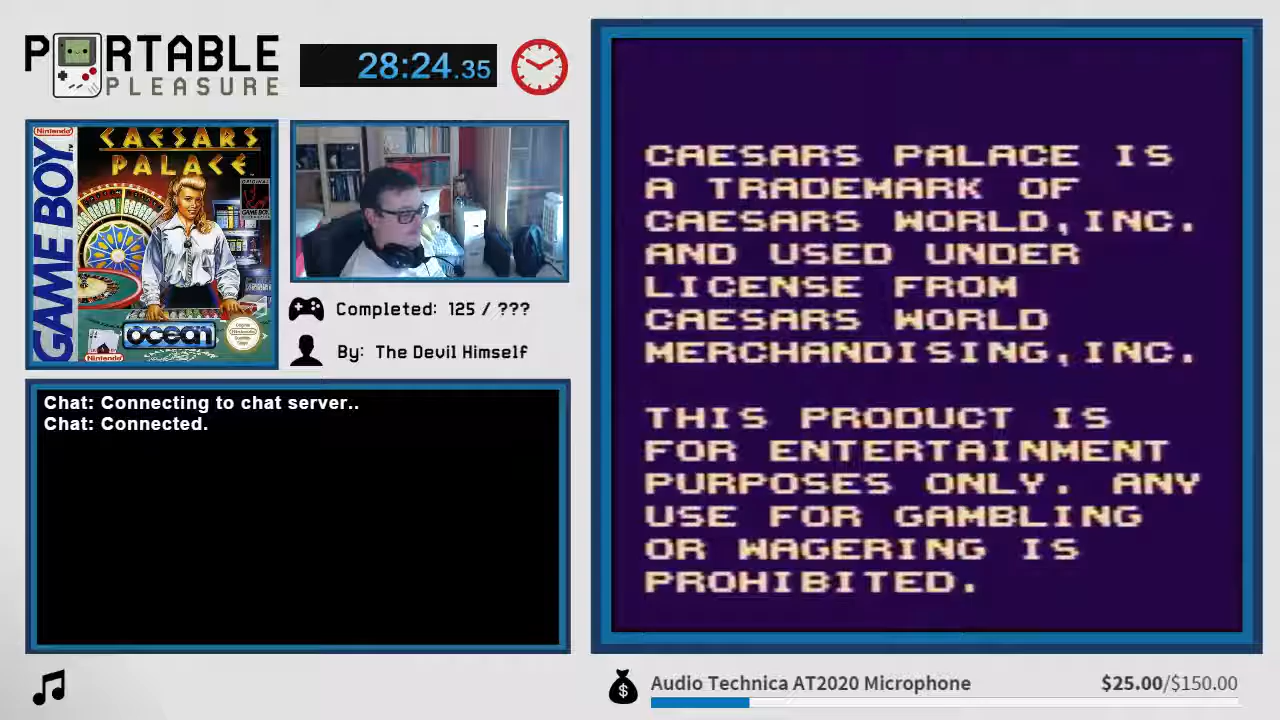 PORTABLE
PLEASURE
28:24.35
Nintendo
CAESARS
PALACE
GAME BOY
GAME BOY
ocean
Nintendo
Completed: 125 / ???
By: The Devil Himself
Chat: Connecting to chat server..
Chat: Connected.
CAESARS PALACE IS
A TRADEMARK OF
CAESARS WORLD,INC.
AND USED UNDER
LICENSE FROM
CAESARS WORLD
MERCHANDISING,INC.
THIS PRODUCT IS
FOR ENTERTAINMENT
PURPOSES ONLY. ANY
USE FOR GAMBLING
OR WAGERING IS
PROHIBITED.
Audio Technica AT2020 Microphone
$25.00/$150.00